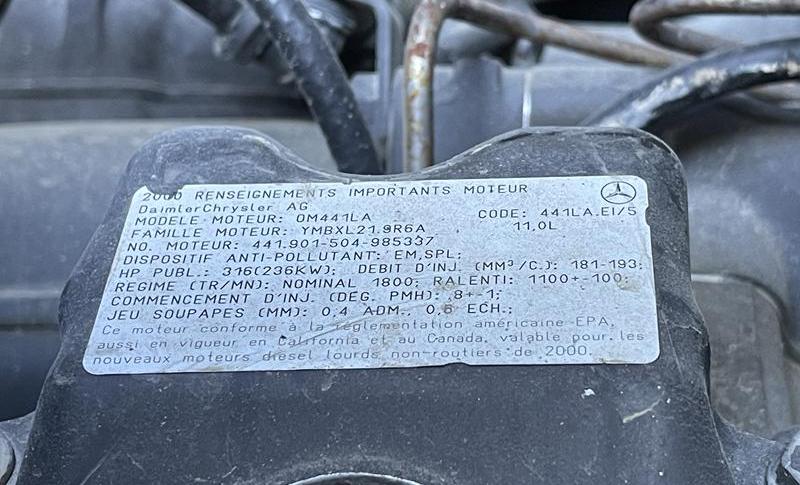 2000 RENSEIGNEMENTS IMPORTANTS MOTEUR
DaimlerChrysler AG
MODELE MOTEUR: OM441LA CODE: 441LA.EI/5
FAMILLE MOTEUR: YMBXL21.9R6A 11,0L
NO. MOTEUR: 441.901-504-985337
DISPOSITIF ANTI-POLLUTANT: EM,SPL;
HP PUBL.: 316(236KW); DEBIT D'INJ. (MM³/C.): 181-193;
REGIME (TR/MN): NOMINAL 1800; RALENTI: 1100+-100;
COMMENCEMENT D'INJ. (DEG. PMH): 8+-1;
JEU SOUPAPES (MM): 0,4 ADM., 0,6 ECH.;
Ce moteur conforme à la réglementation américaine EPA,
aussi en vigueur en California et au Canada, valable pour les
nouveaux moteurs diesel lourds non-routiers de 2000.